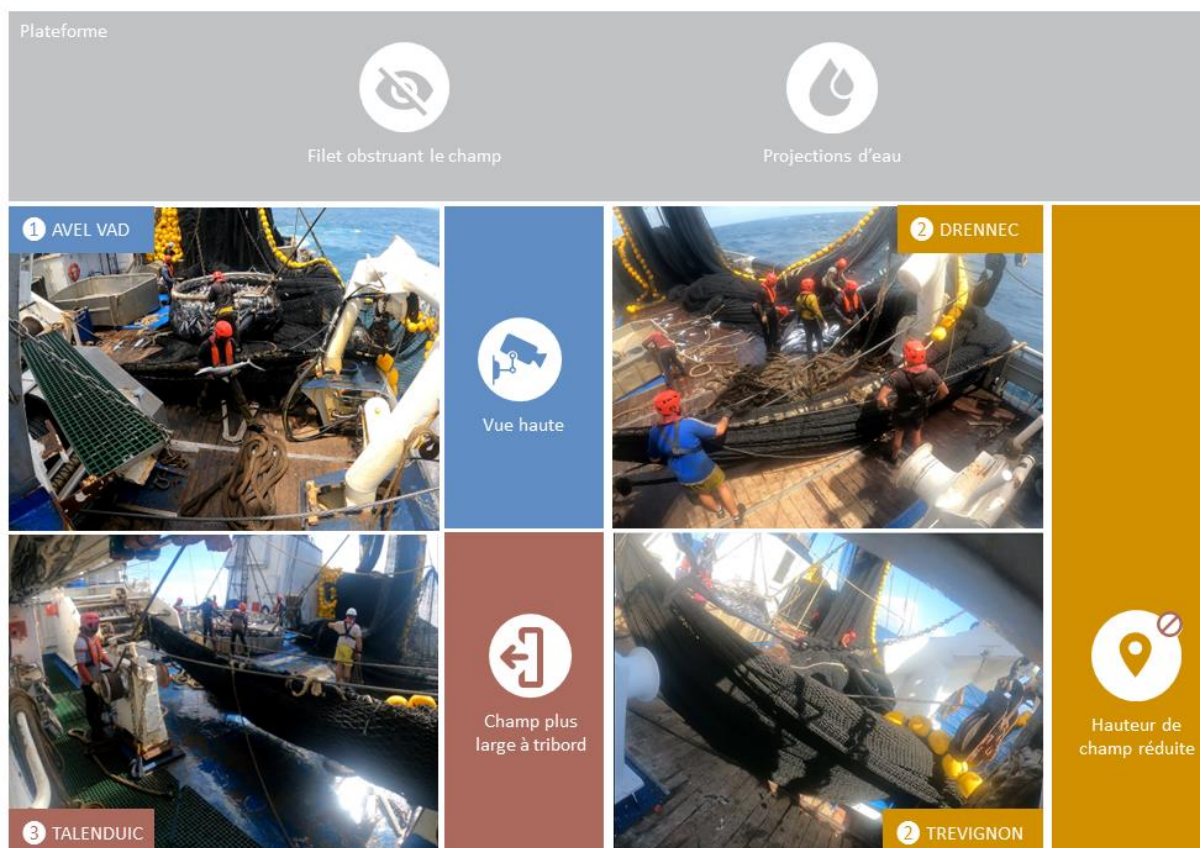 Plateforme
Filet obstruant le champ
Projections d'eau
1 AVEL VAD
Vue haute
2 DRENNEC
3 TALENDUIC
Champ plus
large à tribord
2 TREVIGNON
Hauteur de
champ réduite